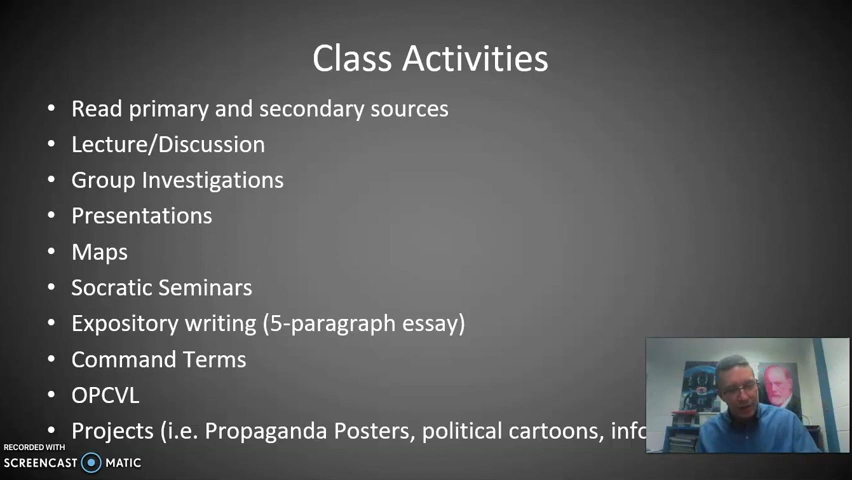 Class Activities
• Read primary and secondary sources
• Lecture/Discussion
• Group Investigations
• Presentations
• Maps
• Socratic Seminars
• Expository writing (5-paragraph essay)
• Command Terms
• OPCVL
• Projects (i.e. Propaganda Posters, political cartoons,
RECORDED WITH
SCREENCAST MATIC